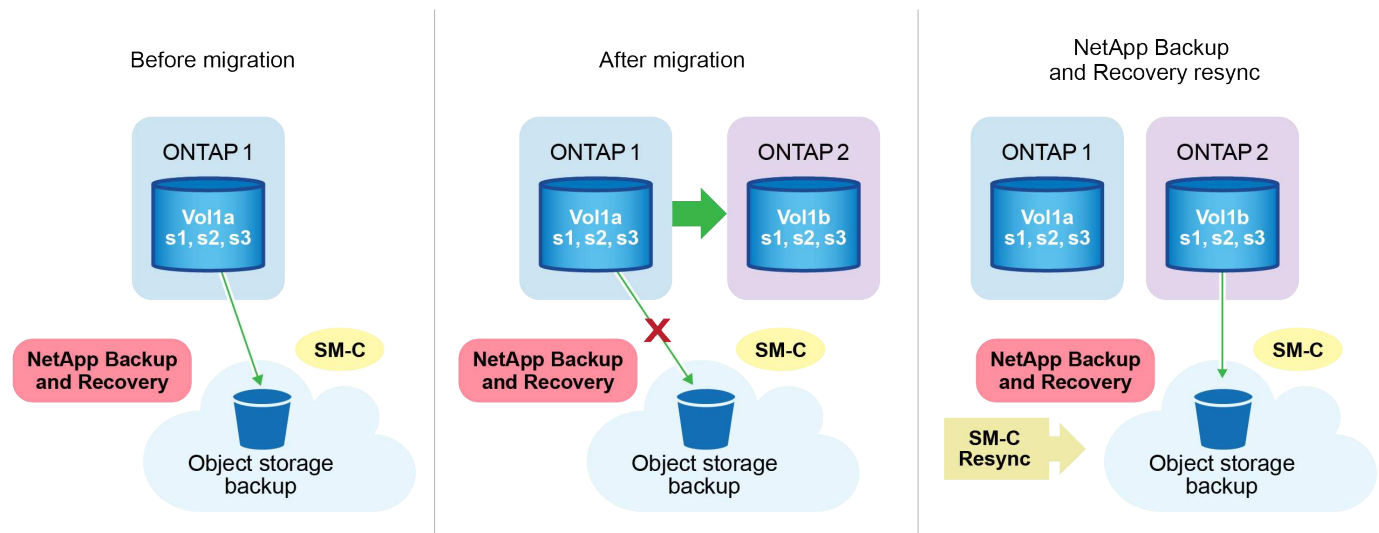 Before migration
ONTAP 1
Vol1a
s1, s2, s3
SM-C
NetApp Backup
and Recovery
Object storage
backup
After migration
ONTAP 1
ONTAP 2
Vol1a
s1, s2, s3
Vol1b
s1, s2, s3
SM-C
NetApp Backup
and Recovery
Object storage
backup
NetApp Backup
and Recovery resync
ONTAP 1
ONTAP 2
Vol1a
s1, s2, s3
Vol1b
s1, s2, s3
SM-C
NetApp Backup
and Recovery
SM-C
Resync
Object storage
backup